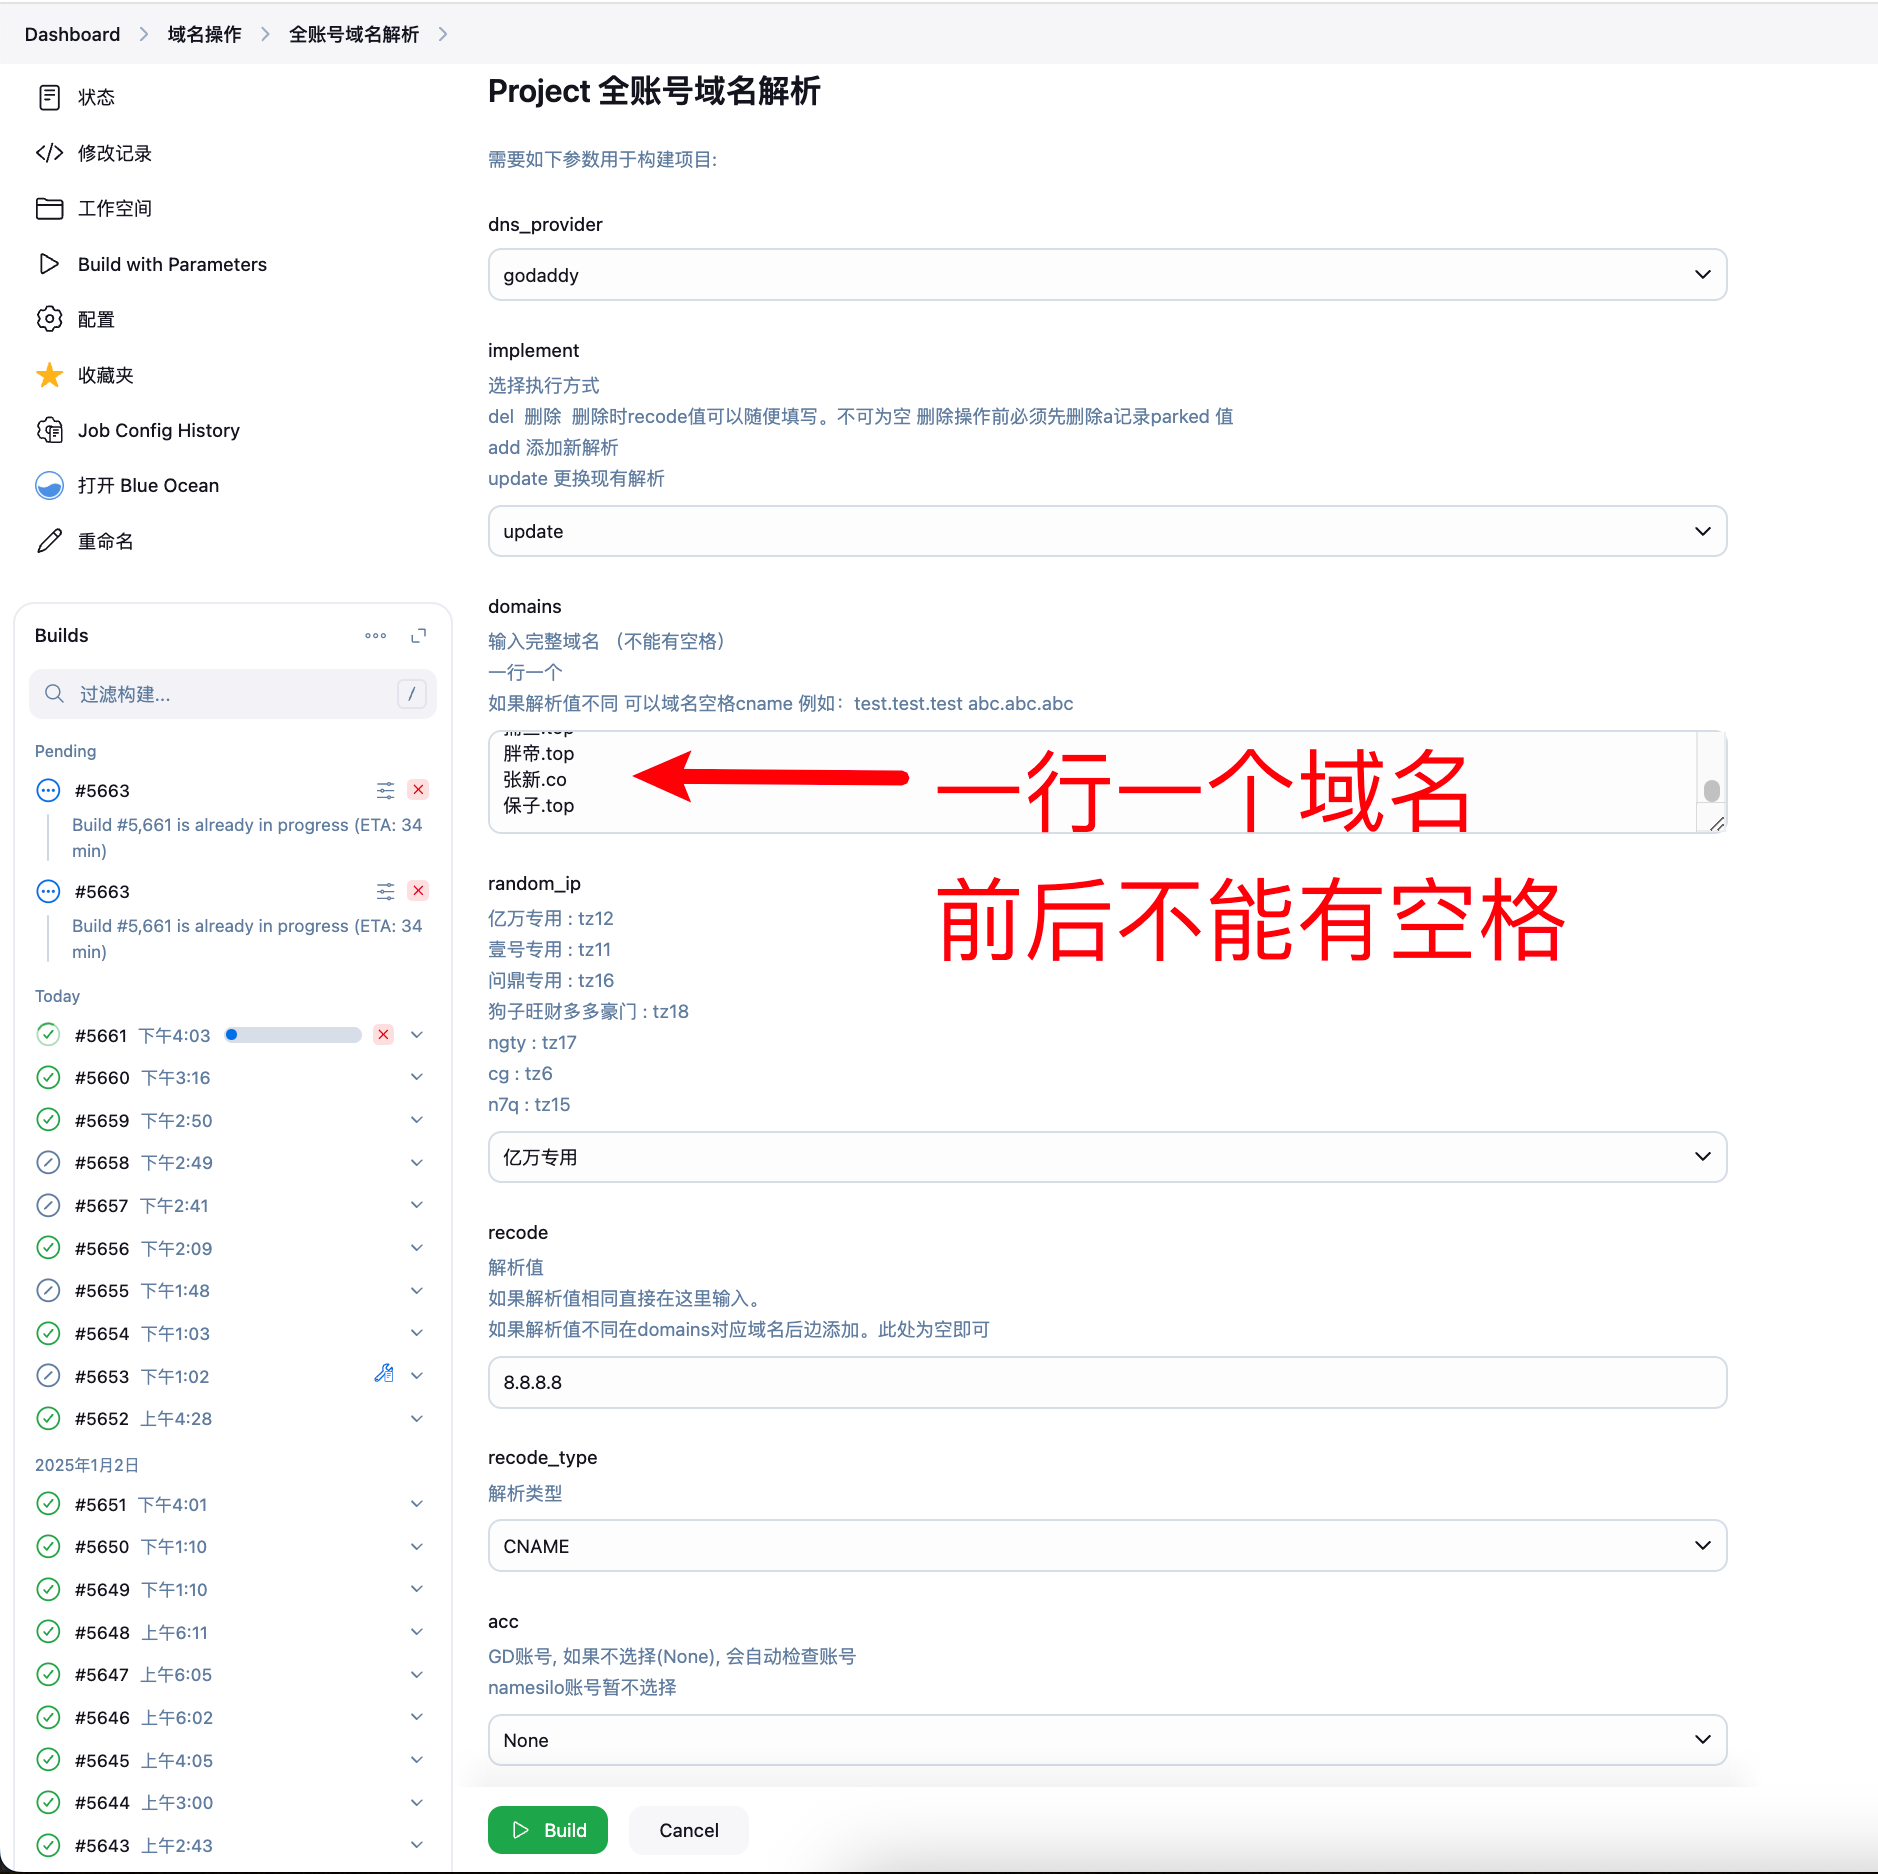 Dashboard
域名操作
全账号域名解析
状态
修改记录
工作空间
Build with Parameters
配置
收藏夹
Job Config History
打开 Blue Ocean
重命名
Builds
过滤构建...
/
Pending
#5663
Build #5,661 is already in progress (ETA: 34
min)
#5663
Build #5,661 is already in progress (ETA: 34
min)
Today
#5661 下午4:03
#5660 下午3:16
#5659 下午2:50
#5658 下午2:49
#5657 下午2:41
#5656 下午2:09
#5655 下午1:48
#5654 下午1:03
#5653 下午1:02
#5652 上午4:28
2025年1月2日
#5651 下午4:01
#5650 下午1:10
#5649 下午1:10
#5648 上午6:11
#5647 上午6:05
#5646 上午6:02
#5645 上午4:05
#5644 上午3:00
#5643 上午2:43
Project 全账号域名解析
需要如下参数用于构建项目:
dns_provider
godaddy
implement
选择执行方式
del 删除 删除时recode值可以随便填写。不可为空 删除操作前必须先删除a记录parked 值
add 添加新解析
update 更换现有解析
update
domains
输入完整域名 （不能有空格）
一行一个
如果解析值不同 可以域名空格cname 例如：test.test.test abc.abc.abc
胖帝.top
张新.co
保子.top
一行一个域名
前后不能有空格
random_ip
亿万专用 : tz12
壹号专用 : tz11
问鼎专用 : tz16
狗子旺财多多豪门 : tz18
ngty : tz17
cg : tz6
n7q : tz15
亿万专用
recode
解析值
如果解析值相同直接在这里输入。
如果解析值不同在domains对应域名后边添加。此处为空即可
8.8.8.8
recode_type
解析类型
CNAME
acc
GD账号, 如果不选择(None), 会自动检查账号
namesilo账号暂不选择
None
Build
Cancel